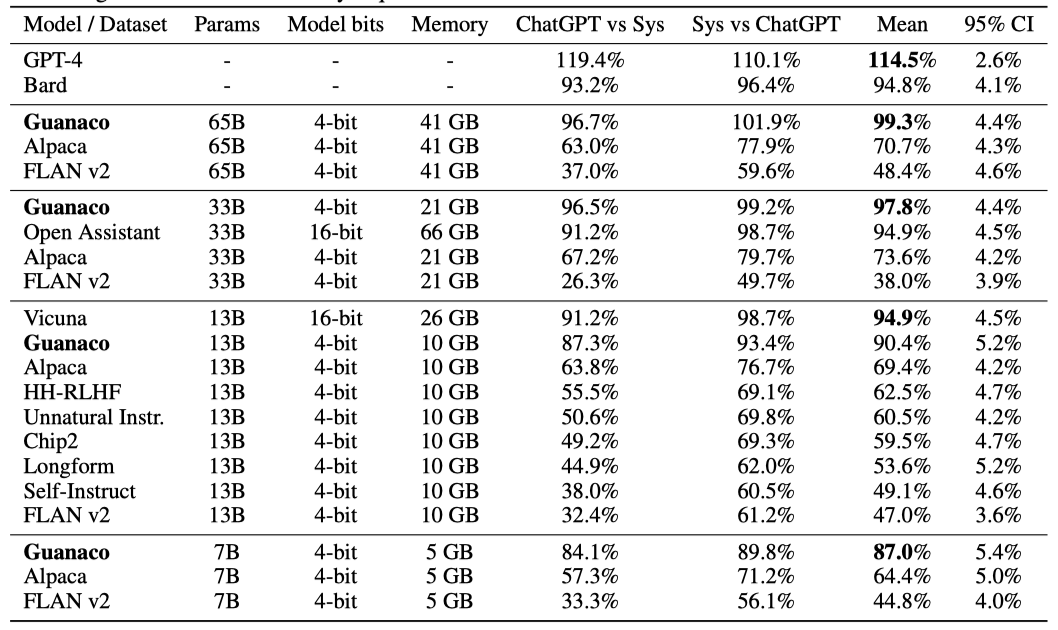 Model / Dataset Params Model bits Memory ChatGPT vs Sys Sys vs ChatGPT Mean 95% CI
GPT-4 - - - 119.4% 110.1% 114.5% 2.6%
Bard - - - 93.2% 96.4% 94.8% 4.1%
Guanaco 65B 4-bit 41 GB 96.7% 101.9% 99.3% 4.4%
Alpaca 65B 4-bit 41 GB 63.0% 77.9% 70.7% 4.3%
FLAN v2 65B 4-bit 41 GB 37.0% 59.6% 48.4% 4.6%
Guanaco 33B 4-bit 21 GB 96.5% 99.2% 97.8% 4.4%
Open Assistant 33B 16-bit 66 GB 91.2% 98.7% 94.9% 4.5%
Alpaca 33B 4-bit 21 GB 67.2% 79.7% 73.6% 4.2%
FLAN v2 33B 4-bit 21 GB 26.3% 49.7% 38.0% 3.9%
Vicuna 13B 16-bit 26 GB 91.2% 98.7% 94.9% 4.5%
Guanaco 13B 4-bit 10 GB 87.3% 93.4% 90.4% 5.2%
Alpaca 13B 4-bit 10 GB 63.8% 76.7% 69.4% 4.2%
HH-RLHF 13B 4-bit 10 GB 55.5% 69.1% 62.5% 4.7%
Unnatural Instr. 13B 4-bit 10 GB 50.6% 69.8% 60.5% 4.2%
Chip2 13B 4-bit 10 GB 49.2% 69.3% 59.5% 4.7%
Longform 13B 4-bit 10 GB 44.9% 62.0% 53.6% 5.2%
Self-Instruct 13B 4-bit 10 GB 38.0% 60.5% 49.1% 4.6%
FLAN v2 13B 4-bit 10 GB 32.4% 61.2% 47.0% 3.6%
Guanaco 7B 4-bit 5 GB 84.1% 89.8% 87.0% 5.4%
Alpaca 7B 4-bit 5 GB 57.3% 71.2% 64.4% 5.0%
FLAN v2 7B 4-bit 5 GB 33.3% 56.1% 44.8% 4.0%